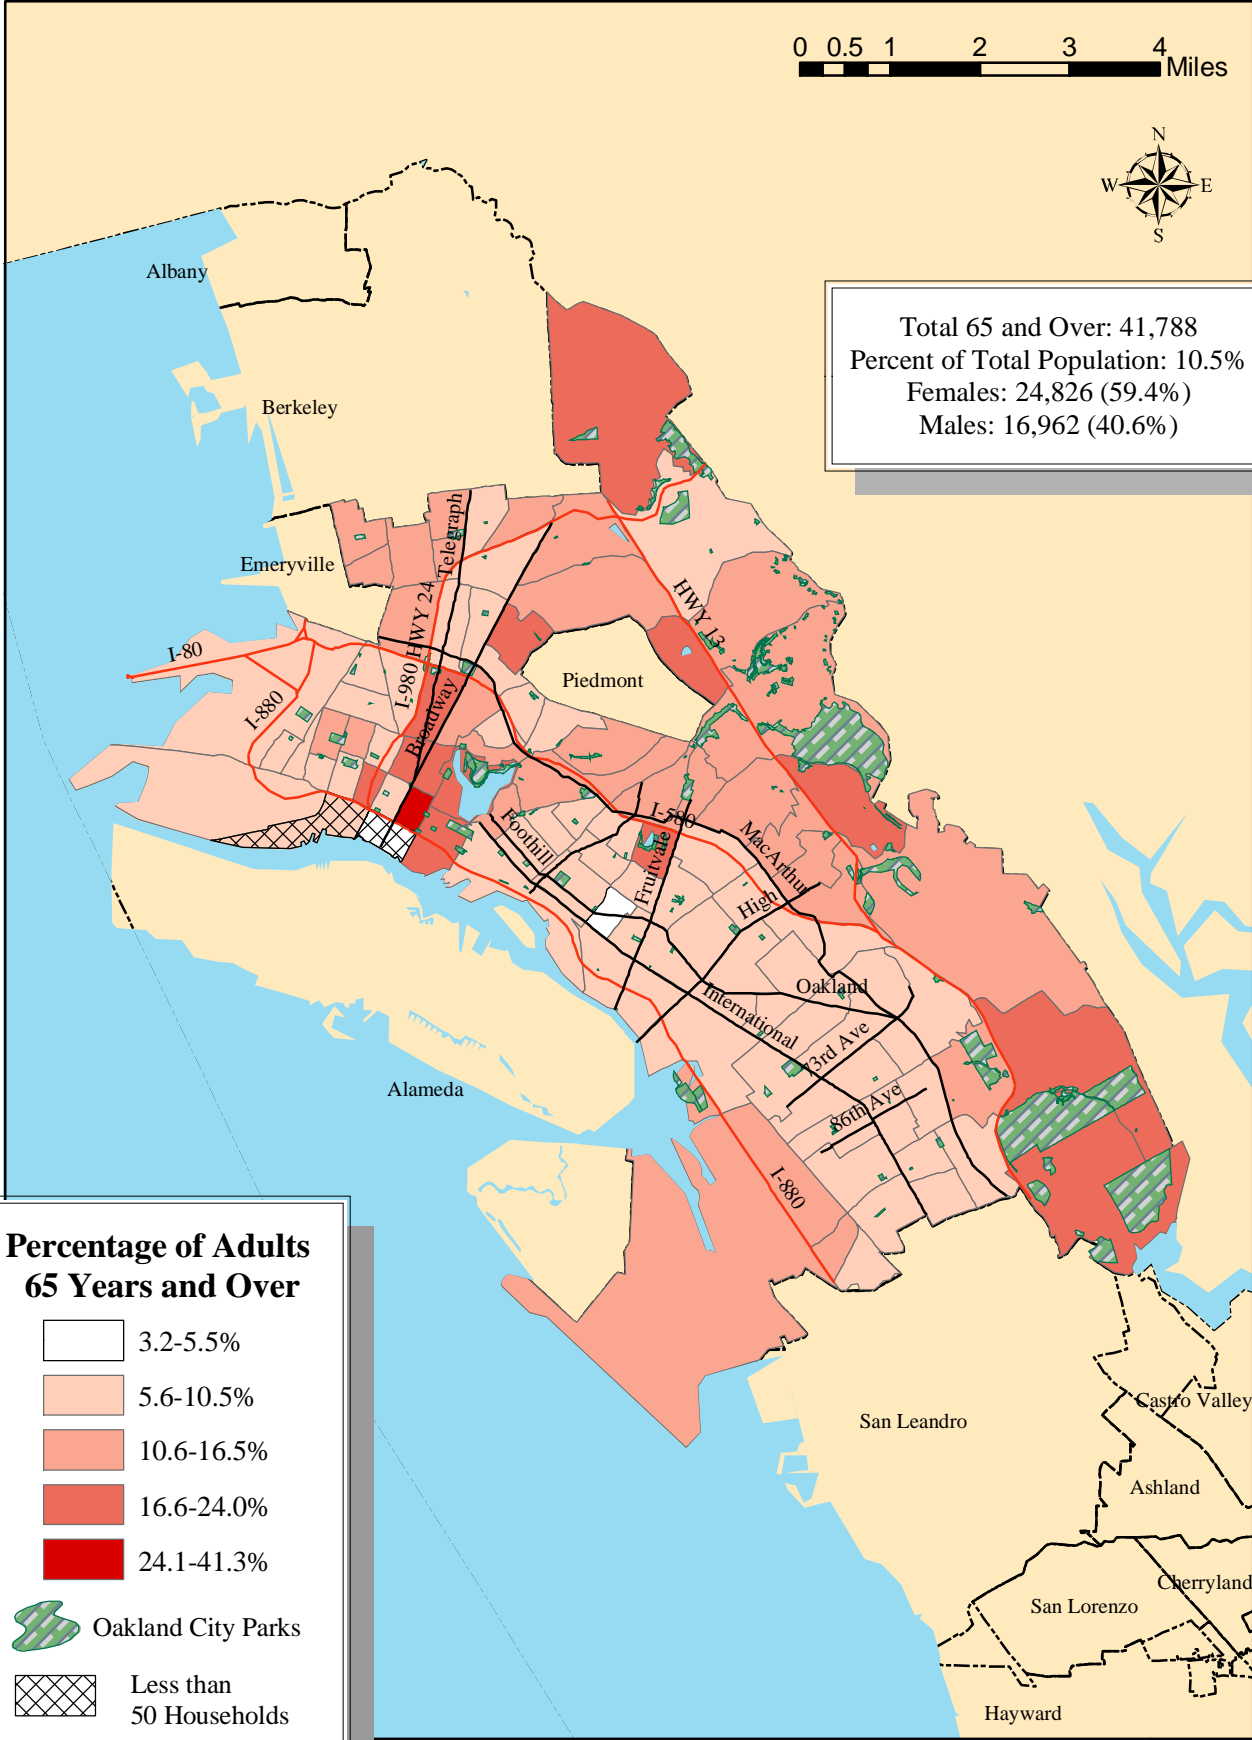 0 0.5 1 2 3 4
Miles
N
W E
S
Albany
Total 65 and Over: 41,788
Percent of Total Population: 10.5%
Females: 24,826 (59.4%)
Males: 16,962 (40.6%)
Berkeley
Telegraph
Emeryville
HWY 24
HWY 13
I-80
I-980
Piedmont
I-880
Broadway
I-580
Foothill
MacArthur
Fruitvale
High
Oakland
International
73rd Ave
Alameda
86th Ave
I-880
Percentage of Adults
65 Years and Over
3.2-5.5%
5.6-10.5%
10.6-16.5%
16.6-24.0%
24.1-41.3%
Oakland City Parks
Less than
50 Households
Castro Valley
San Leandro
Ashland
Cherryland
San Lorenzo
Hayward